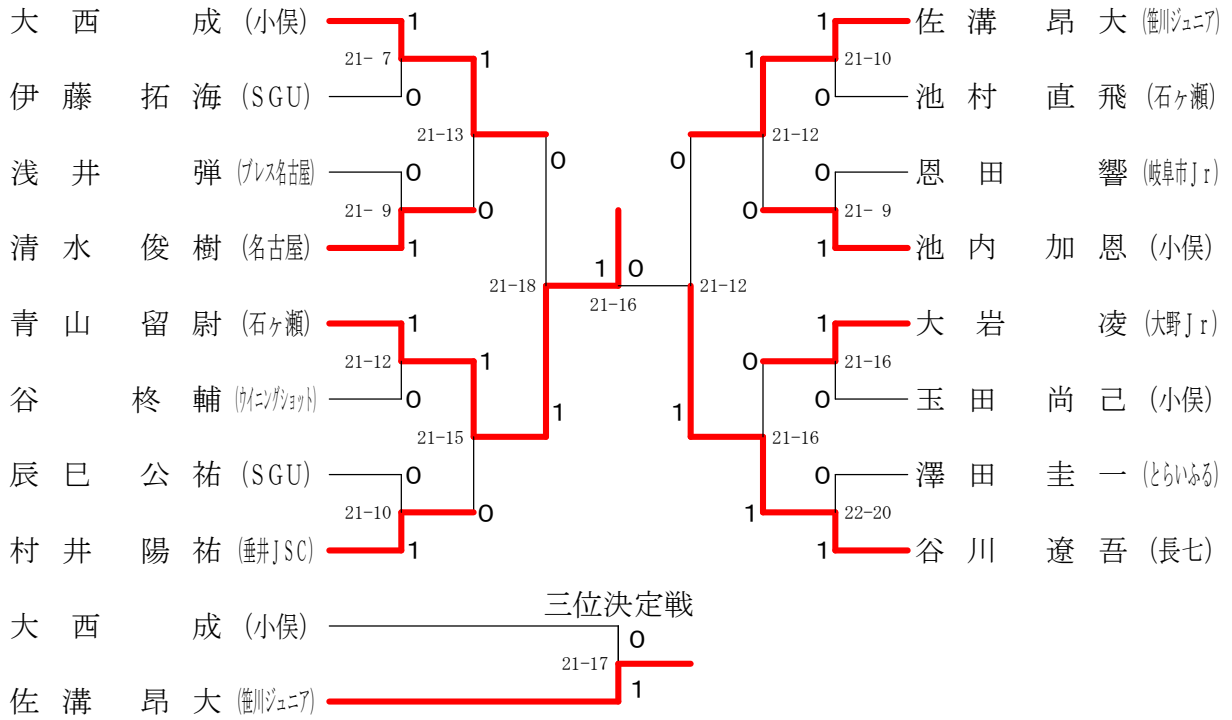 大西 成 (小俣) 1 1 佐溝 昂大 (笹川ジュニア)
21- 7 1 1 21-10
伊藤 拓海 (SGU) 0 0 池村 直飛 (石ヶ瀬)
21-13 21-12
浅井 弾 (ブレス名古屋) 0 0 0 0 恩田 響 (岐阜市Jr)
21- 9 0 0 21- 9
清水 俊樹 (名古屋) 1 1 池内 加恩 (小俣)
1 0
21-18 21-16 21-12
青山 留尉 (石ヶ瀬) 1 1 大岩 凌 (大野Jr)
21-12 1 0 21-16
谷 柊輔 (ウイニングショット) 0 1 1 0 玉田 尚己 (小俣)
21-15 21-16
辰巳 公祐 (SGU) 0 0 澤田 圭一 (とらいふる)
21-10 0 1 22-20
村井 陽祐 (垂井JSC) 1 1 谷川 遼吾 (長七)
三位決定戦
大西 成 (小俣) 0
21-17
佐溝 昂大 (笹川ジュニア) 1